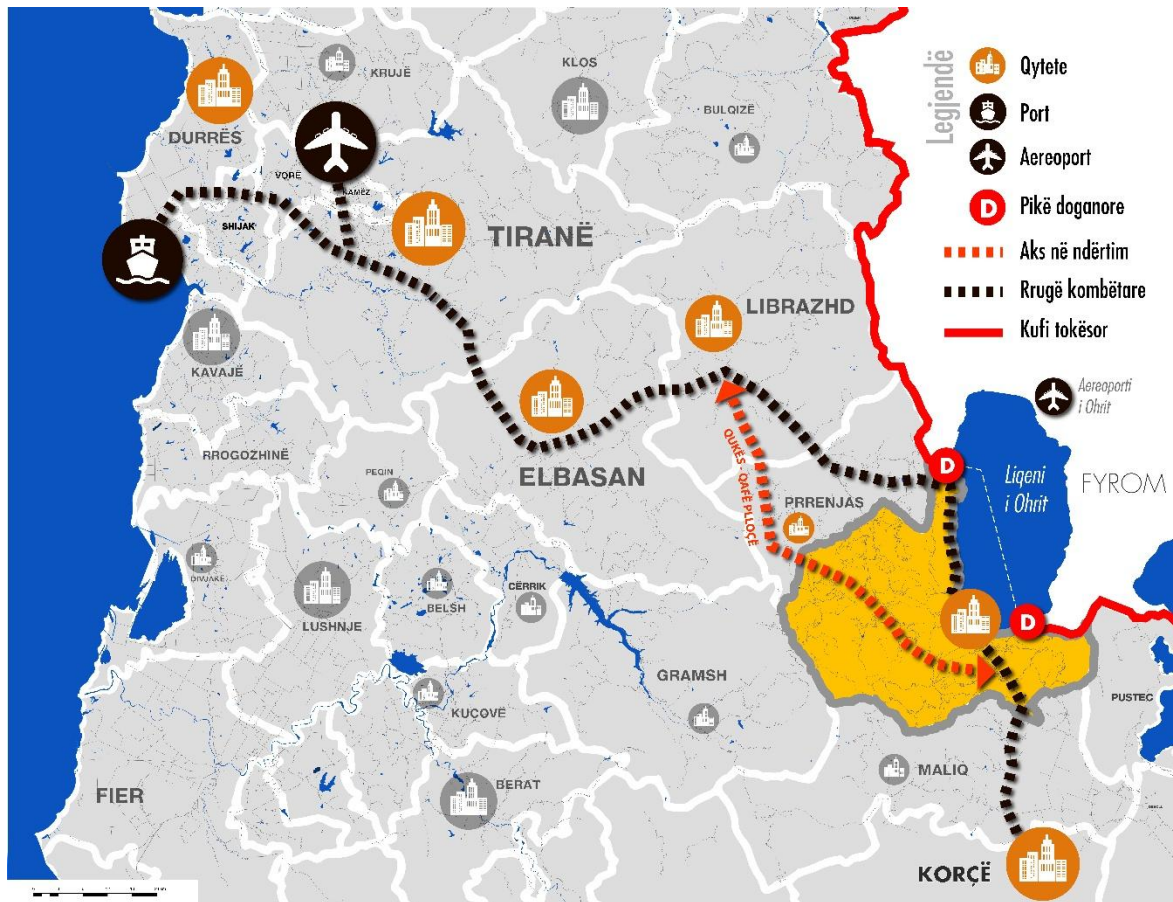 Legjendë
Qytete
Port
Aereoport
D
Pikë doganore
Aks në ndërtim
Rrugë kombëtare
Kufi tokësor
KRUJË
KLOS
BULQIZË
DURRËS
VORË
KAMËZ
SHIJAK
TIRANË
LIBRAZHD
KAVAJË
Aereoporti
i Ohrit
RROGOZHINË
PEQIN
ELBASAN
QUKËS - QAFË PLLOÇË
PRRENJAS
D
Liqeni
i Ohrit
FYROM
DIVJAKË
LUSHNJE
BELSH
CËRRIK
D
GRAMSH
KUÇOVË
PUSTEC
MALIQ
FIER
BERAT
KORÇË